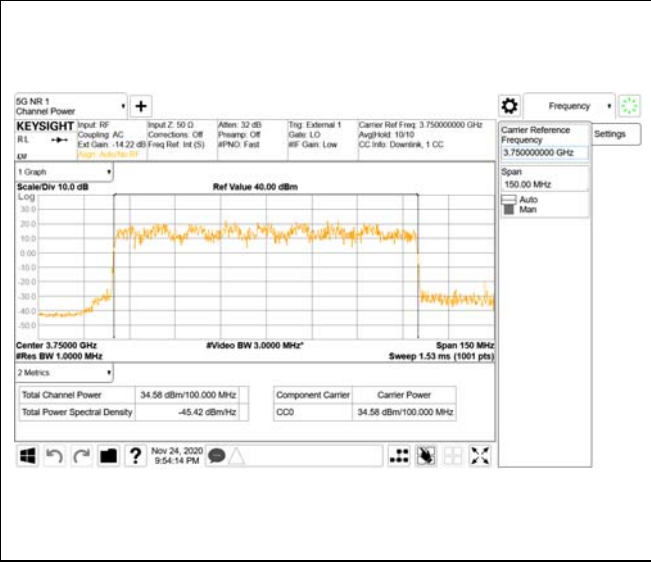 5G NR 1
Channel Power
Frequency
KEYSIGHT
Input: RF
Input Z: 50 Ω
Atten: 32 dB
Trig: External 1
Carrier Ref Freq: 3.750000000 GHz
R L
Coupling: AC
Corrections: Off
Preamp: Off
Gate: LO
Avg|Hold: 10/10
Ext Gain: -14.22 dB
Freq Ref: Int (S)
#PNO: Fast
#IF Gain: Low
CC Info: Downlink, 1 CC
Align: Auto/No RF
Carrier Reference
Frequency
3.750000000 GHz
Settings
Span
150.00 MHz
Auto
Man
1 Graph
Scale/Div 10.0 dB
Ref Value 40.00 dBm
Log
30.0
20.0
10.0
0.00
-10.0
-20.0
-30.0
-40.0
-50.0
Center 3.75000 GHz
#Video BW 3.0000 MHz*
Span 150 MHz
#Res BW 1.0000 MHz
Sweep 1.53 ms (1001 pts)
2 Metrics
Total Channel Power
34.58 dBm/100.000 MHz
Total Power Spectral Density
-45.42 dBm/Hz
Component Carrier
Carrier Power
CC0
34.58 dBm/100.000 MHz
?
Nov 24, 2020
9:54:14 PM